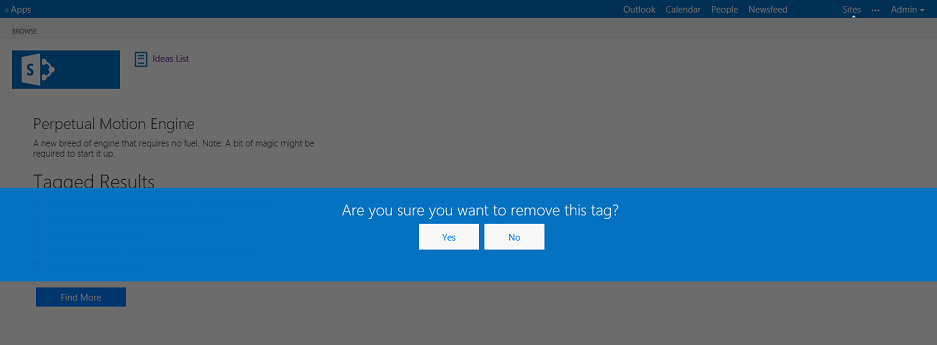 Apps
Outlook Calendar People Newsfeed Sites ... Admin
BROWSE
S
Ideas List
Perpetual Motion Engine
A new breed of engine that requires no fuel. Note: A bit of magic might be
required to start it up.
Tagged Results
Are you sure you want to remove this tag?
Yes No
Find More